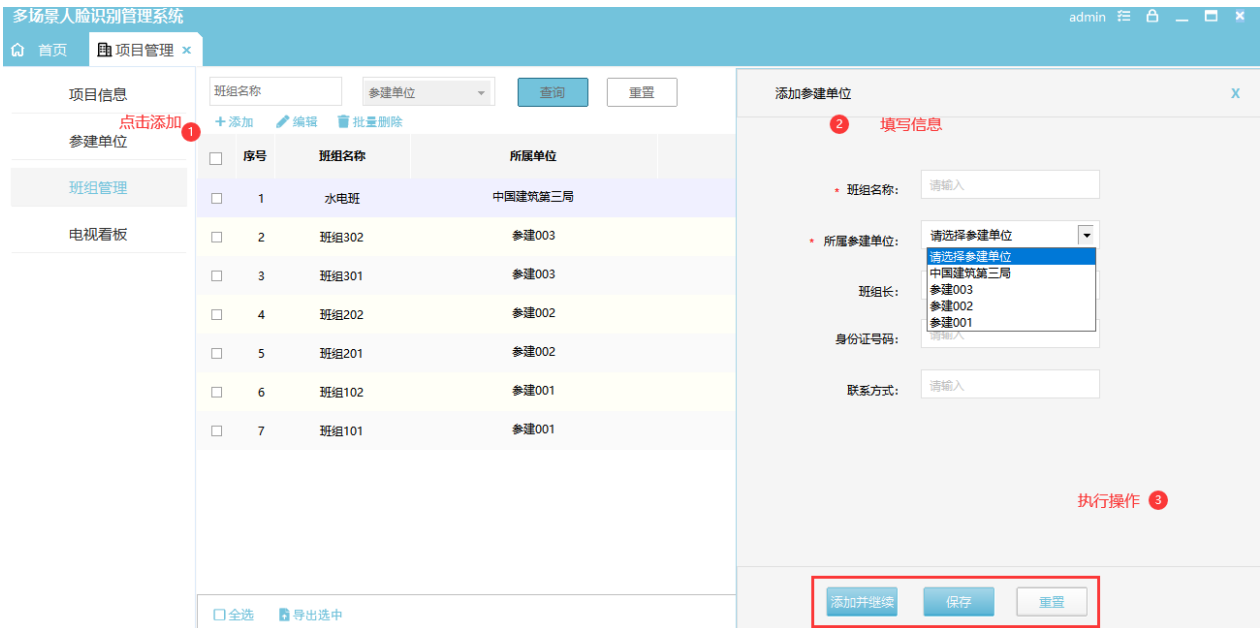 多场景人脸识别管理系统
admin
首页
项目管理 ×
项目信息
参建单位
班组管理
电视看板
点击添加 1
班组名称
参建单位
查询
重置
+添加
编辑
批量删除
序号 班组名称 所属单位
1 水电班 中国建筑第三局
2 班组302 参建003
3 班组301 参建003
4 班组202 参建002
5 班组201 参建002
6 班组102 参建001
7 班组101 参建001
全选
导出选中
添加参建单位 X
2 填写信息
* 班组名称: 请输入
* 所属参建单位: 请选择参建单位
请选择参建单位
中国建筑第三局
参建003
参建002
参建001
班组长:
身份证号码: 请输入
联系方式: 请输入
执行操作 3
添加并继续
保存
重置